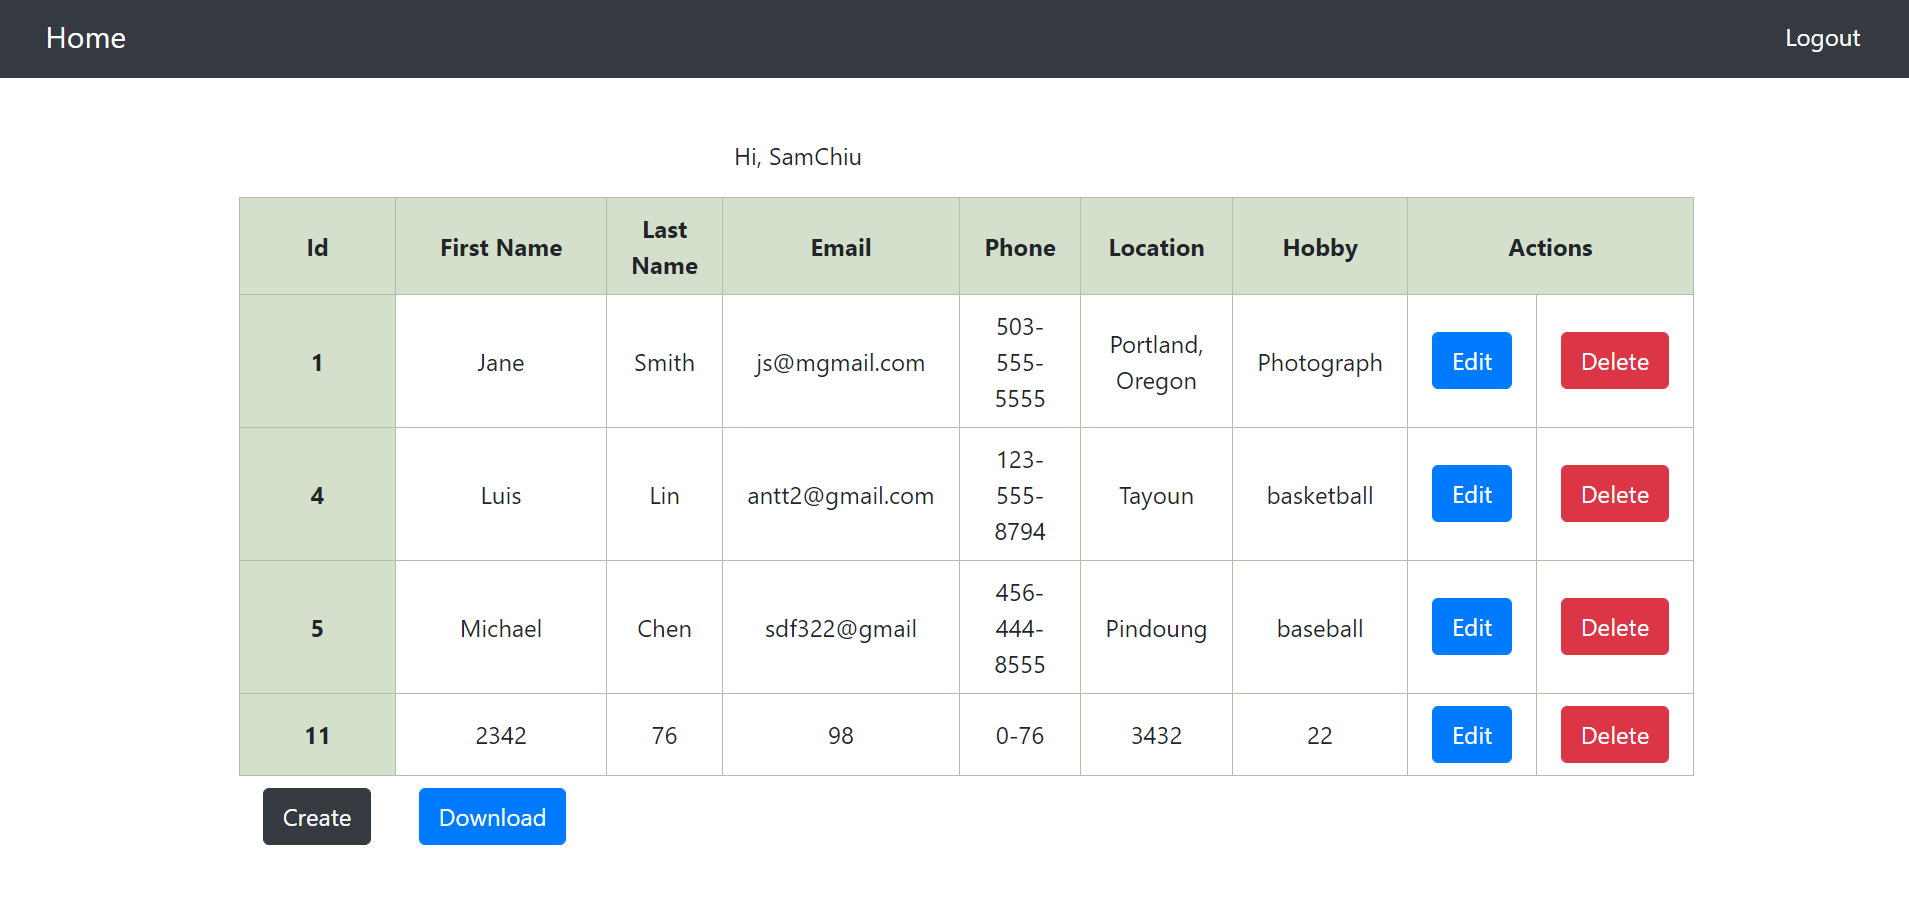 Home Logout
Hi, SamChiu
Id First Name Last Name Email Phone Location Hobby Actions
1 Jane Smith js@mgmail.com 503-555-5555 Portland, Oregon Photograph Edit Delete
4 Luis Lin antt2@gmail.com 123-555-8794 Tayoun basketball Edit Delete
5 Michael Chen sdf322@gmail 456-444-8555 Pindoung baseball Edit Delete
11 2342 76 98 0-76 3432 22 Edit Delete
Create Download